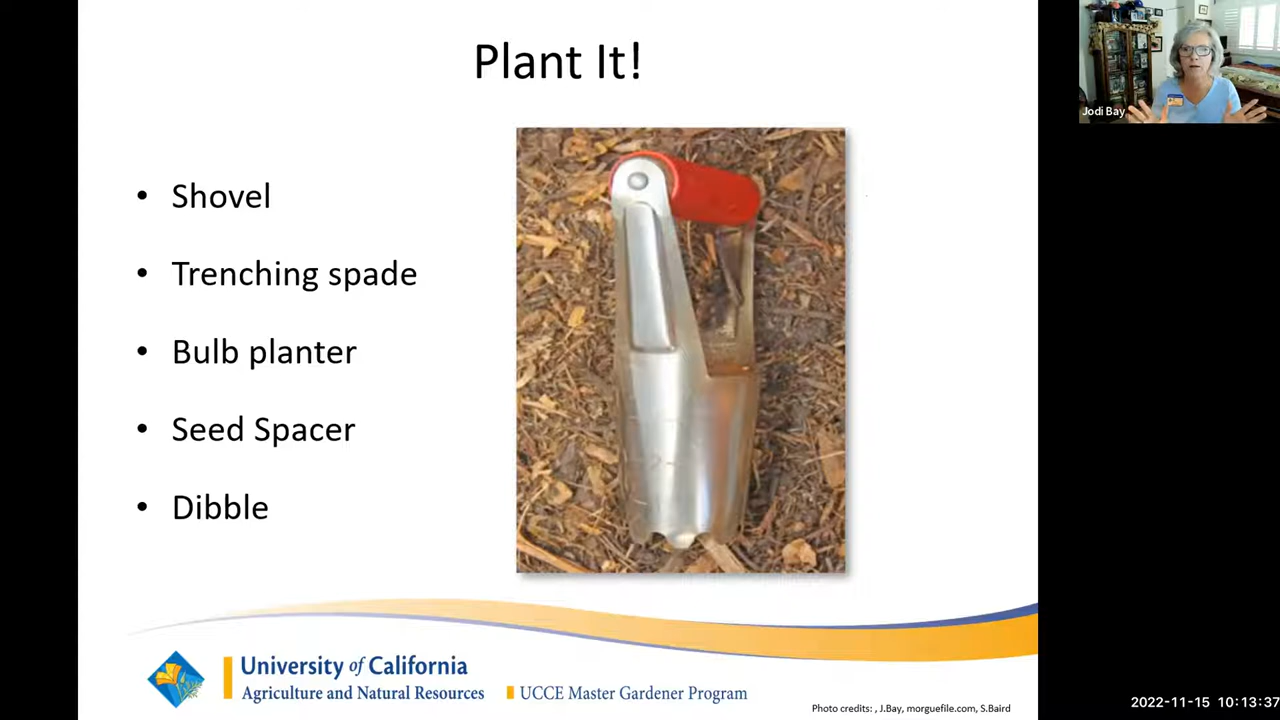 Plant It!
Jodi Bay
• Shovel
• Trenching spade
• Bulb planter
• Seed Spacer
• Dibble
University of California
Agriculture and Natural Resources
UCCE Master Gardener Program
Photo credits: , J.Bay, morguefile.com, S.Baird
2022-11-15 10:13:37